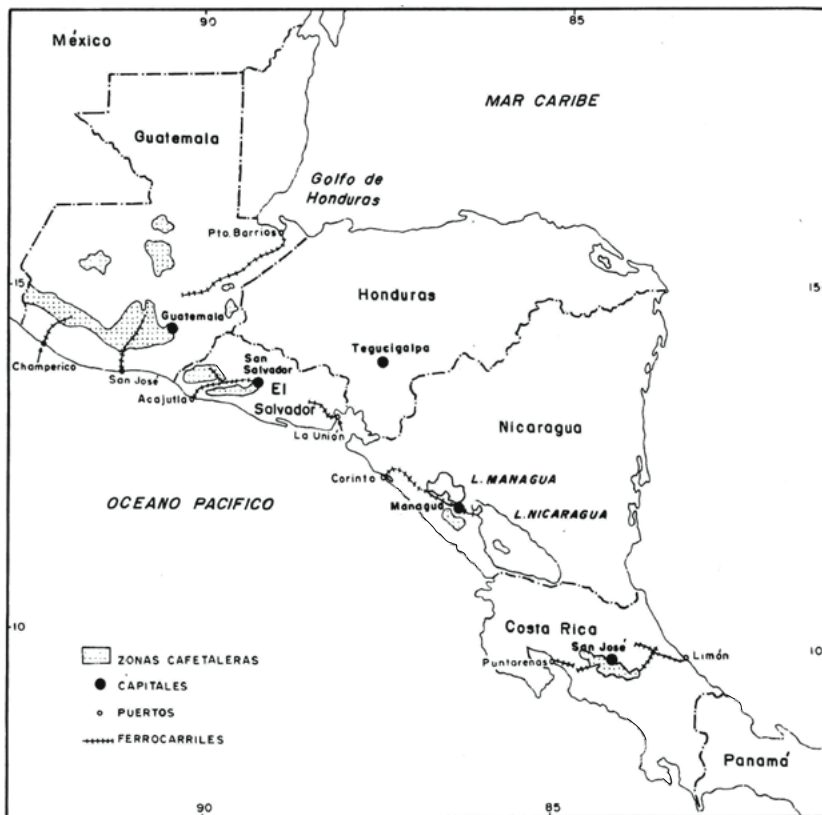 90
85
México
MAR CARIBE
Guatemala
Golfo de
Honduras
Pto. Barrios
15
15
Honduras
Guatemala
Tegucigalpa
Champerico
San José
San
Salvador
Acajutla
El
Salvador
La Unión
Nicaragua
Corinto
L. MANAGUA
Managua
L. NICARAGUA
OCEANO PACIFICO
10
10
Costa Rica
San José
Limón
Puntarenas
ZONAS CAFETALERAS
CAPITALES
PUERTOS
FERROCARRILES
Panamá
90
85